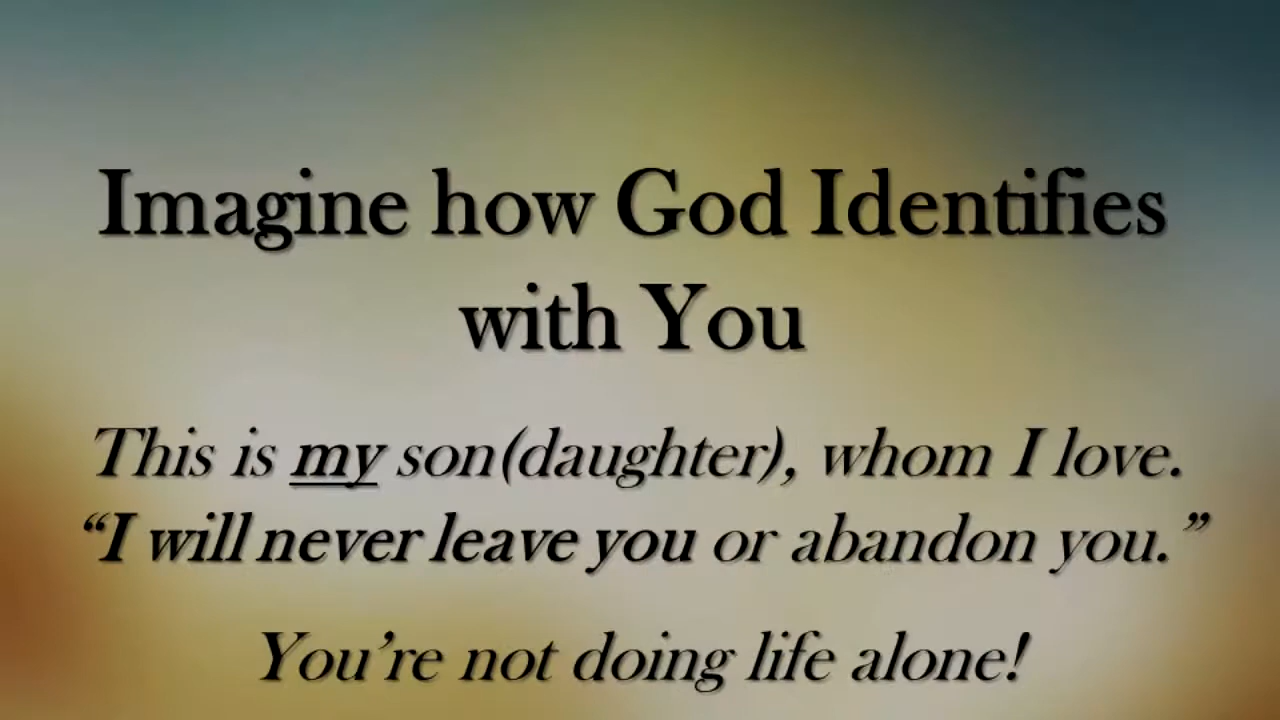 Imagine how God Identifies
with You
This is my son(daughter), whom I love.
“I will never leave you or abandon you.”
You’re not doing life alone!